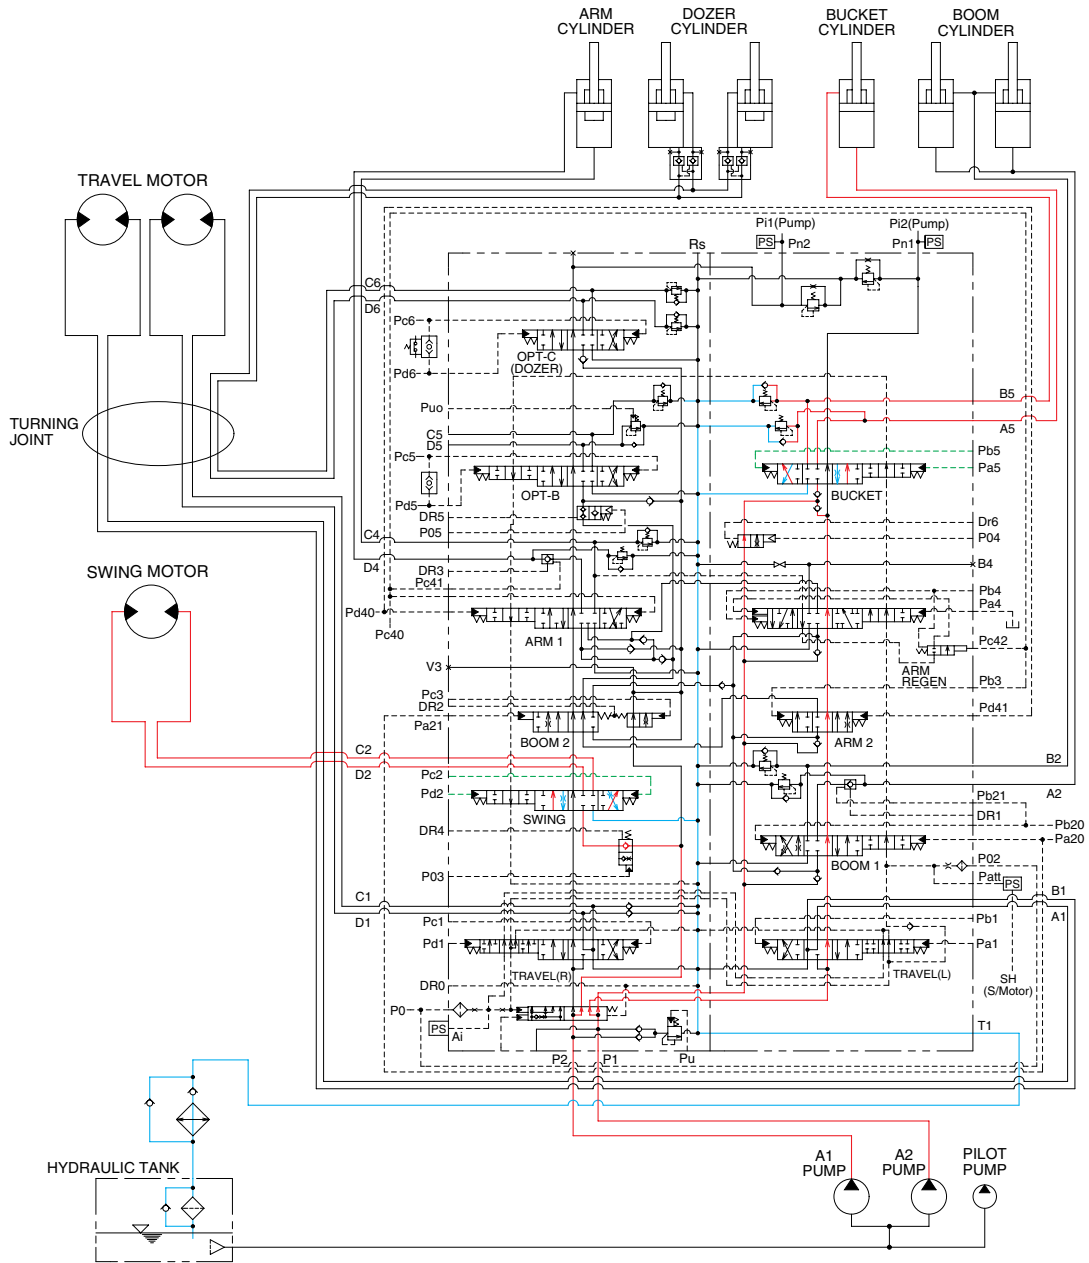 ARM
CYLINDER
DOZER
CYLINDER
BUCKET
CYLINDER
BOOM
CYLINDER
TRAVEL MOTOR
Pi1(Pump)
Pi2(Pump)
PS
Pn2
Pn1
PS
Rs
C6
D6
Pc6
OPT-C
(DOZER)
Pd6
B5
A5
Puo
C5
D5
Pc5
Pb5
Pa5
TURNING
JOINT
OPT-B
BUCKET
Pd5
DR5
P05
Dr6
P04
C4
D4
B4
DR3
Pc41
Pb4
Pa4
SWING MOTOR
Pd40
Pc40
ARM 1
Pc42
V3
ARM
REGEN
Pc3
DR2
Pb3
Pa21
Pd41
BOOM 2
ARM 2
C2
D2
B2
A2
Pc2
Pd2
SWING
Pb21
DR1
DR4
Pb20
Pa20
BOOM 1
P03
P02
Patt
PS
C1
D1
B1
A1
Pc1
Pd1
Pb1
Pa1
TRAVEL(R)
TRAVEL(L)
SH
(S/Motor)
DR0
P0
PS
Ai
T1
P2
P1
Pu
HYDRAULIC TANK
A1
PUMP
A2
PUMP
PILOT
PUMP